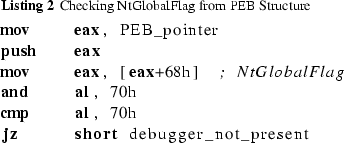 Listing 2 Checking NtGlobalFlag from PEB Structure
mov eax, PEB_pointer
push eax
mov eax, [eax+68h] ; NtGlobalFlag
and al, 70h
cmp al, 70h
jz short debugger_not_present